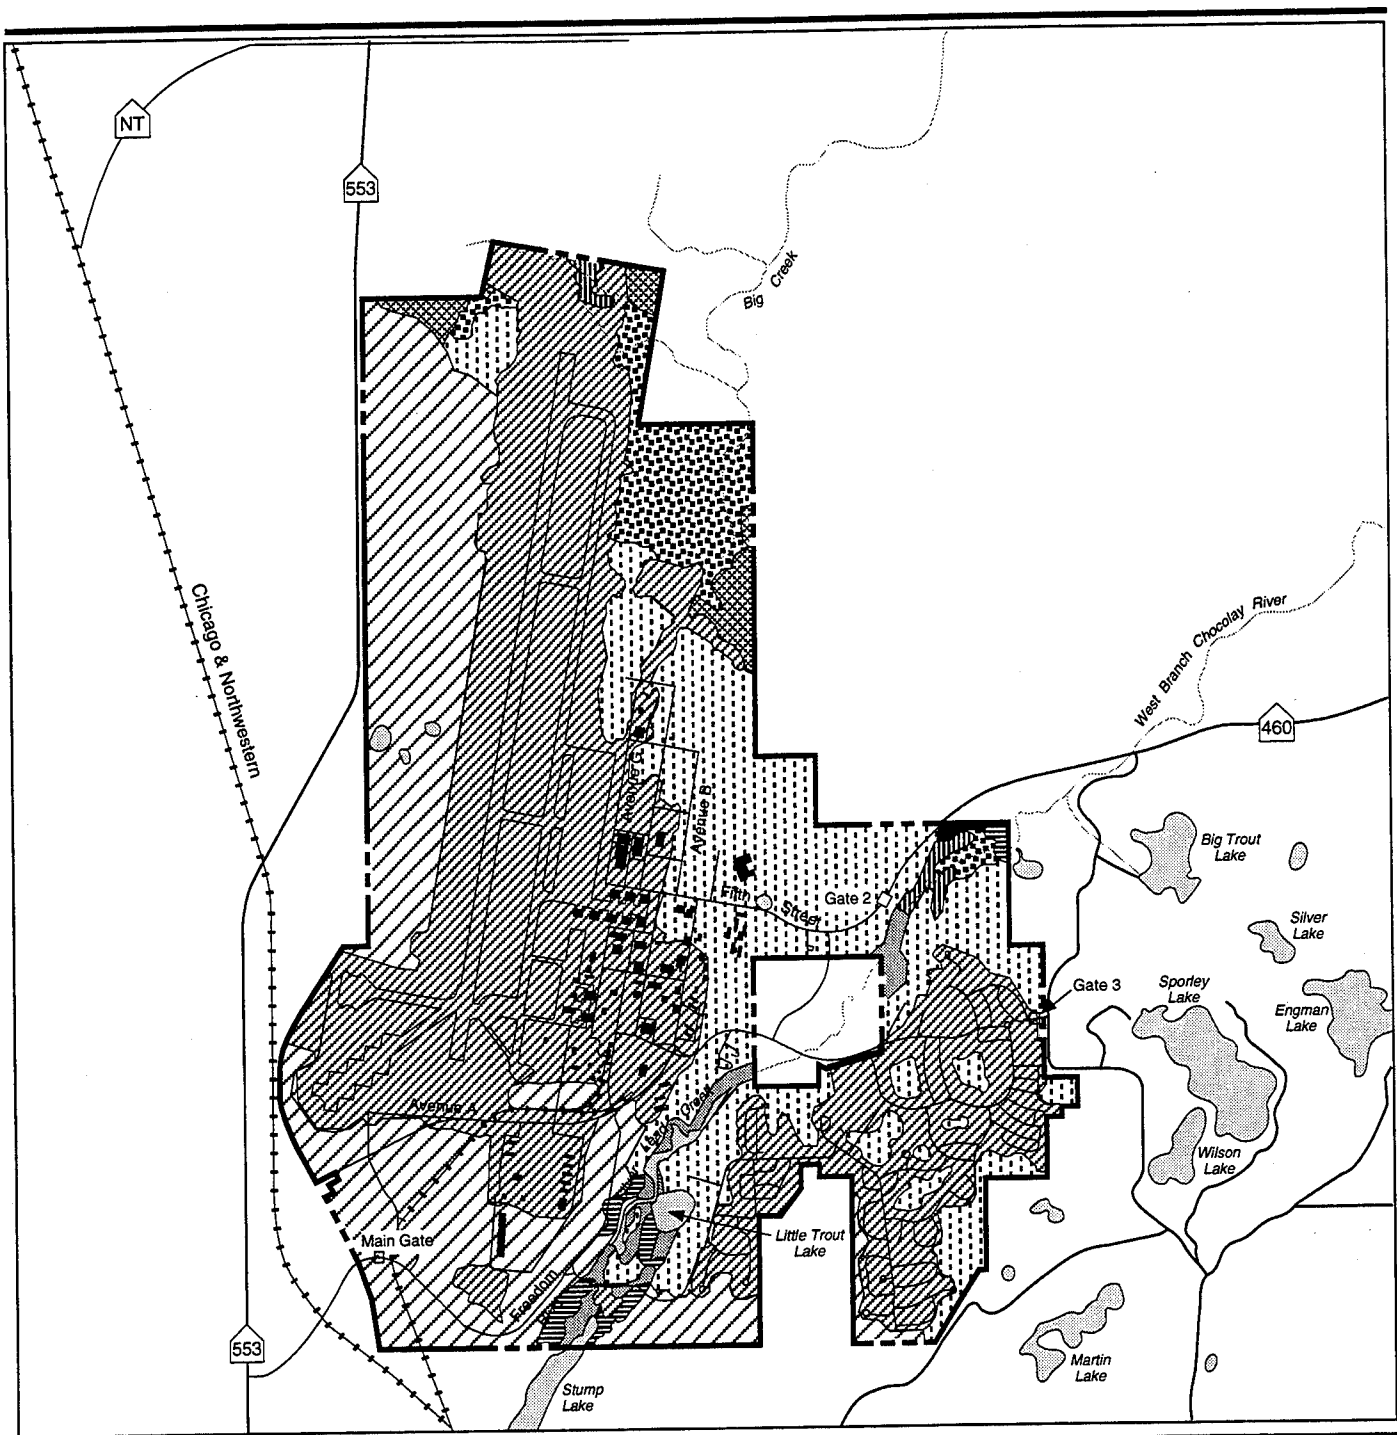 NT
553
Big Creek
Chicago & Northwestern
West Branch Chocolay River
460
Avenue C
Avenue B
Big Trout
Lake
Fifth Street
Gate 2
Silver
Lake
Gate 3
Sporley
Lake
Engman
Lake
Avenue A
Creek
Wilson
Lake
Little Trout
Lake
Main Gate
Freedom
553
Martin
Lake
Stump
Lake